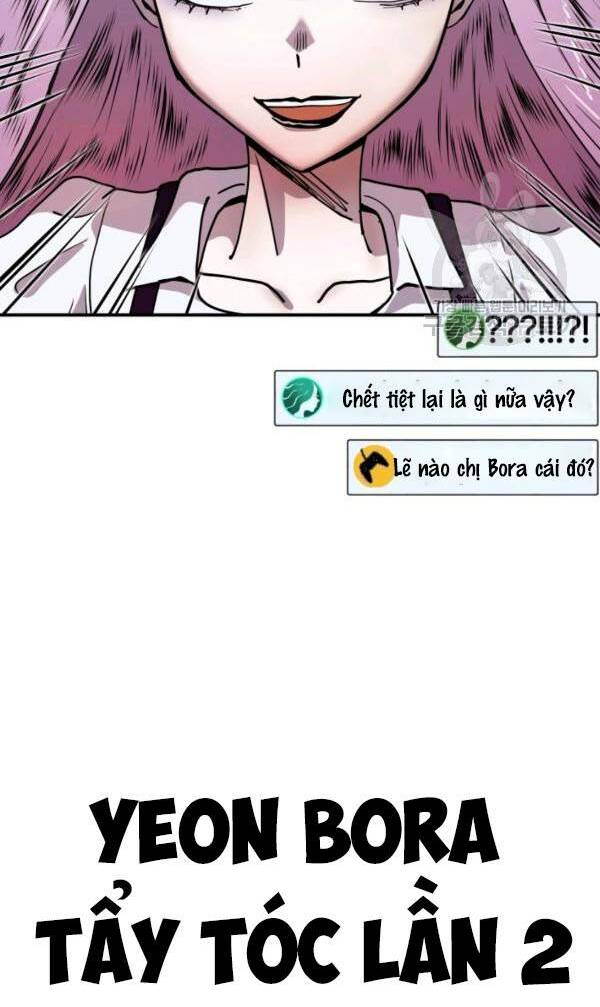 ???!!!?!
Chết tiệt lại là gì nữa vậy?
Lẽ nào chị Bora cái đó?
YEON BORA
TẨY TÓC LẦN 2